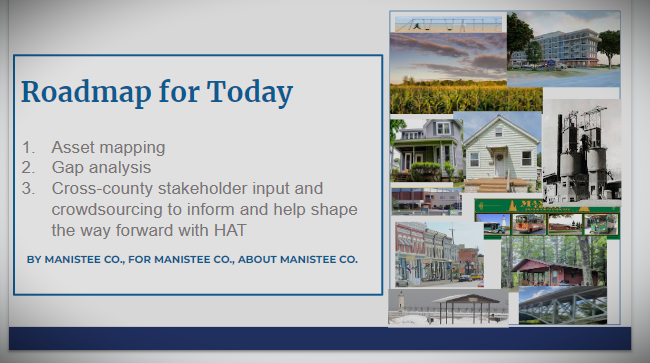 Roadmap for Today
1. Asset mapping
2. Gap analysis
3. Cross-county stakeholder input and
crowdsourcing to inform and help shape
the way forward with HAT
BY MANISTEE CO., FOR MANISTEE CO., ABOUT MANISTEE CO.